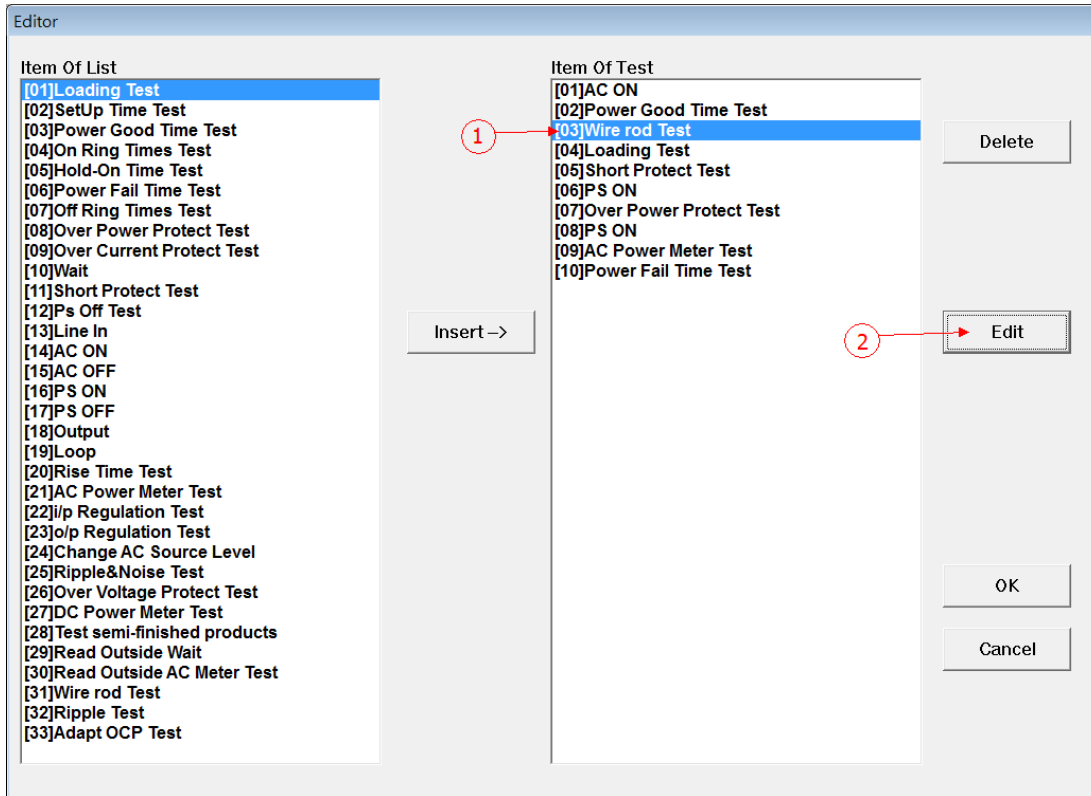 Editor
Item Of List
[01]Loading Test
[02]SetUp Time Test
[03]Power Good Time Test
[04]On Ring Times Test
[05]Hold-On Time Test
[06]Power Fail Time Test
[07]Off Ring Times Test
[08]Over Power Protect Test
[09]Over Current Protect Test
[10]Wait
[11]Short Protect Test
[12]Ps Off Test
[13]Line In
[14]AC ON
[15]AC OFF
[16]PS ON
[17]PS OFF
[18]Output
[19]Loop
[20]Rise Time Test
[21]AC Power Meter Test
[22]i/p Regulation Test
[23]o/p Regulation Test
[24]Change AC Source Level
[25]Ripple&Noise Test
[26]Over Voltage Protect Test
[27]DC Power Meter Test
[28]Test semi-finished products
[29]Read Outside Wait
[30]Read Outside AC Meter Test
[31]Wire rod Test
[32]Ripple Test
[33]Adapt OCP Test
Insert-->
Item Of Test
[01]AC ON
[02]Power Good Time Test
[03]Wire rod Test
[04]Loading Test
[05]Short Protect Test
[06]PS ON
[07]Over Power Protect Test
[08]PS ON
[09]AC Power Meter Test
[10]Power Fail Time Test
1
2
Delete
Edit
OK
Cancel